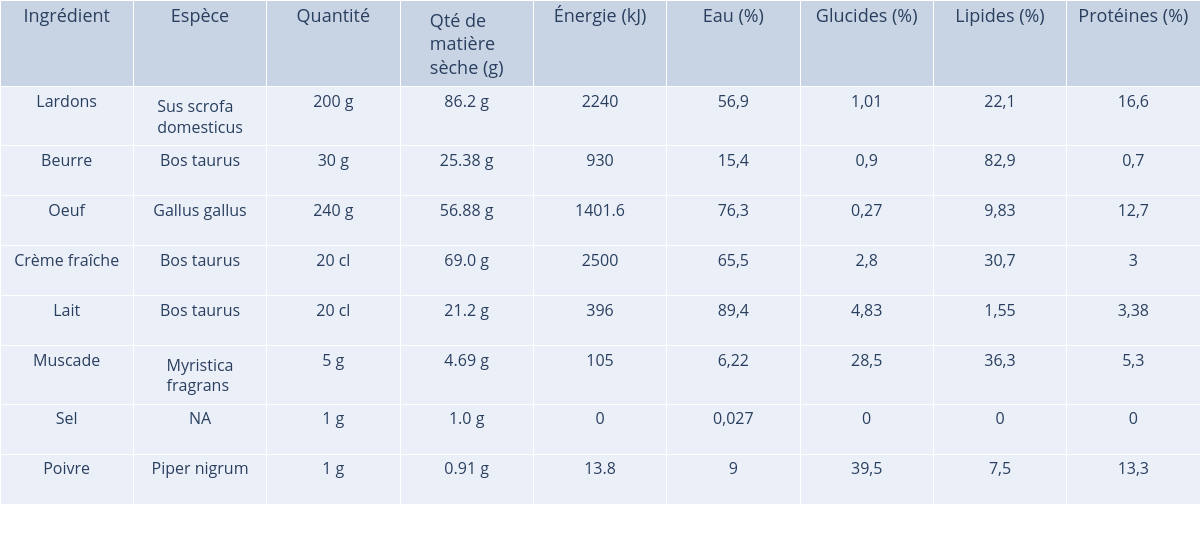 Ingrédient Espèce Quantité Qté de matière sèche (g) Énergie (kJ) Eau (%) Glucides (%) Lipides (%) Protéines (%)
Lardons Sus scrofa domesticus 200 g 86.2 g 2240 56,9 1,01 22,1 16,6
Beurre Bos taurus 30 g 25.38 g 930 15,4 0,9 82,9 0,7
Oeuf Gallus gallus 240 g 56.88 g 1401.6 76,3 0,27 9,83 12,7
Crème fraîche Bos taurus 20 cl 69.0 g 2500 65,5 2,8 30,7 3
Lait Bos taurus 20 cl 21.2 g 396 89,4 4,83 1,55 3,38
Muscade Myristica fragrans 5 g 4.69 g 105 6,22 28,5 36,3 5,3
Sel NA 1 g 1.0 g 0 0,027 0 0 0
Poivre Piper nigrum 1 g 0.91 g 13.8 9 39,5 7,5 13,3